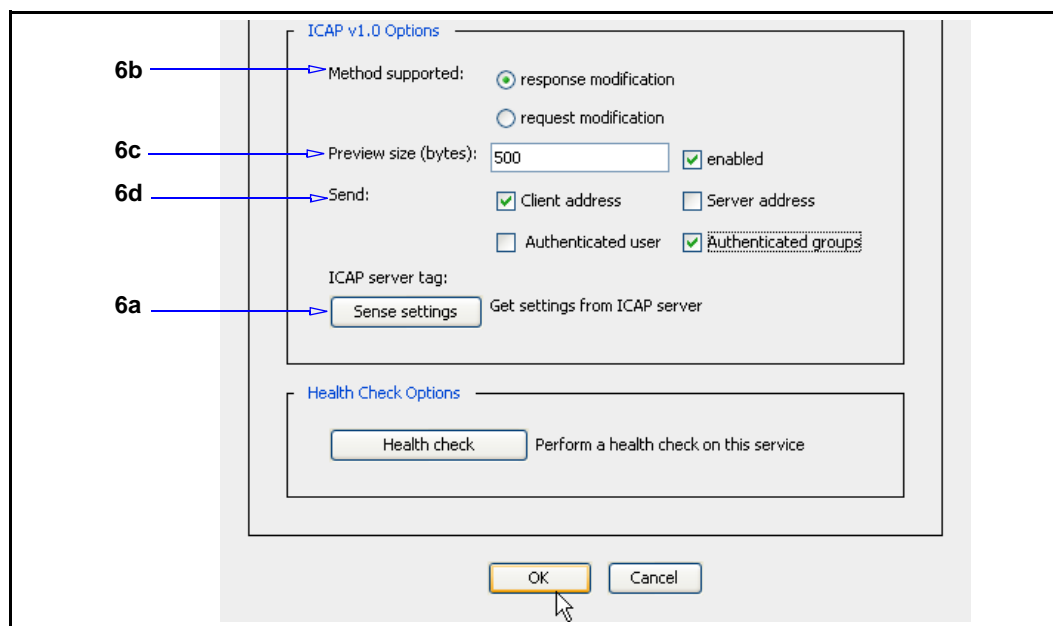 ICAP v1.0 Options
6b Method supported: response modification
request modification
6c Preview size (bytes): 500 enabled
6d Send: Client address Server address
Authenticated user Authenticated groups
ICAP server tag:
6a Sense settings Get settings from ICAP server
Health Check Options
Health check Perform a health check on this service
OK Cancel